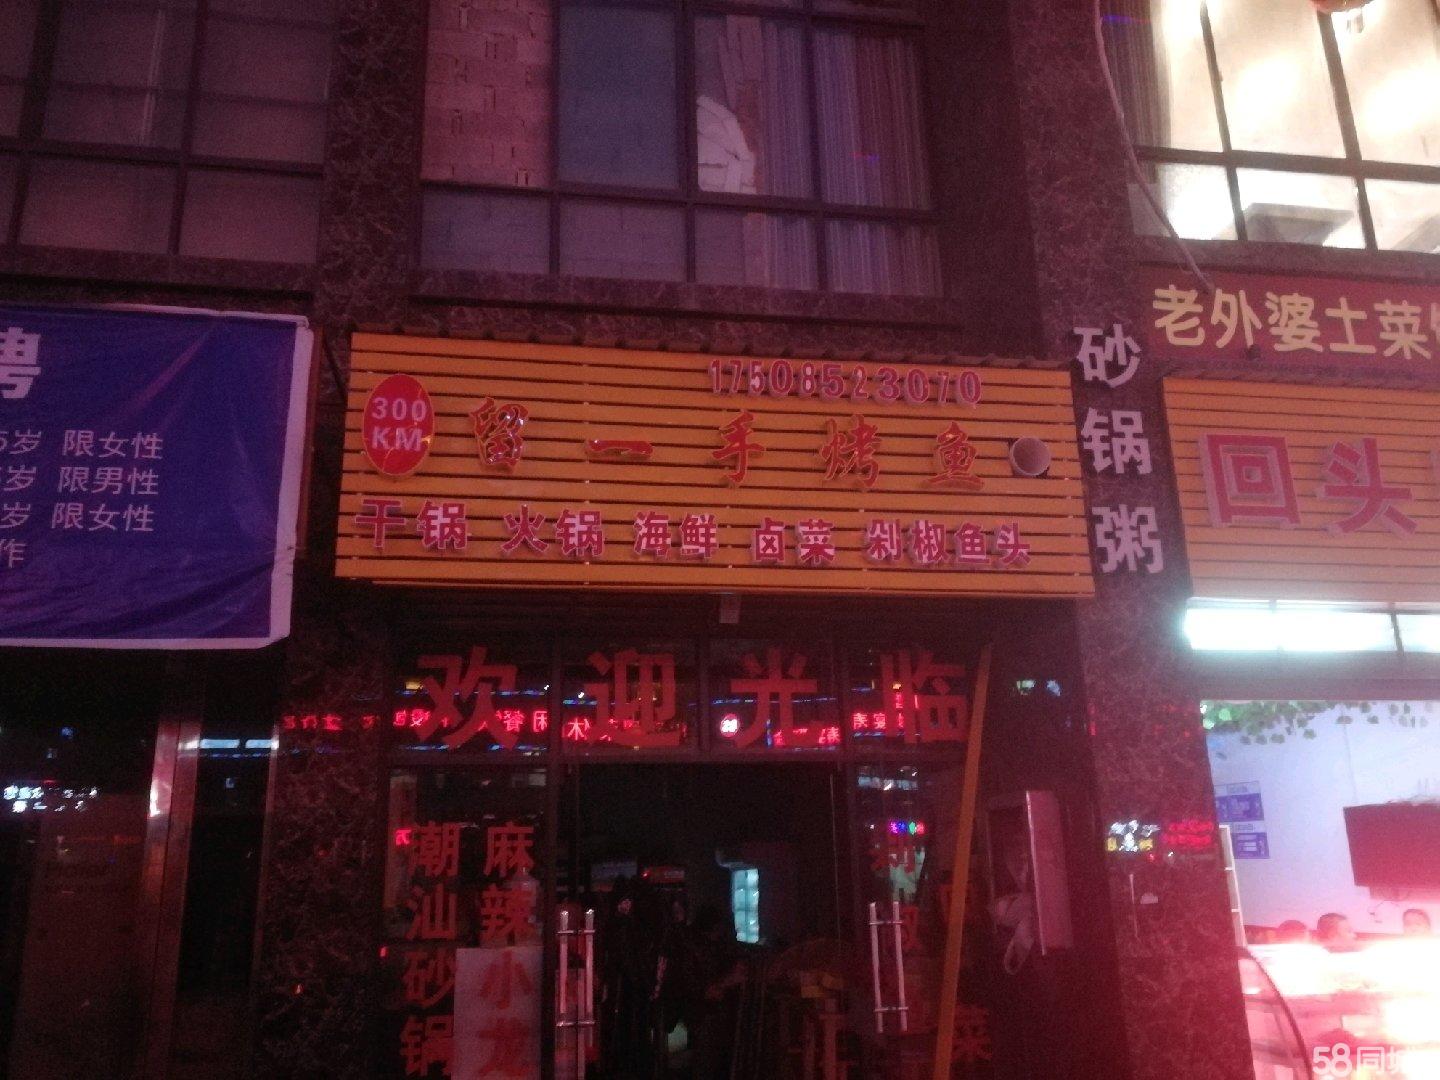 聘
5岁 限女性
岁 限男性
岁 限女性
作
17508523070
300
KM
留一手烤鱼
干锅 火锅 海鲜 卤菜 剁椒鱼头
砂锅粥
老外婆土菜
回头
欢迎光临
麻辣小龙
潮汕砂锅
菜
58同城